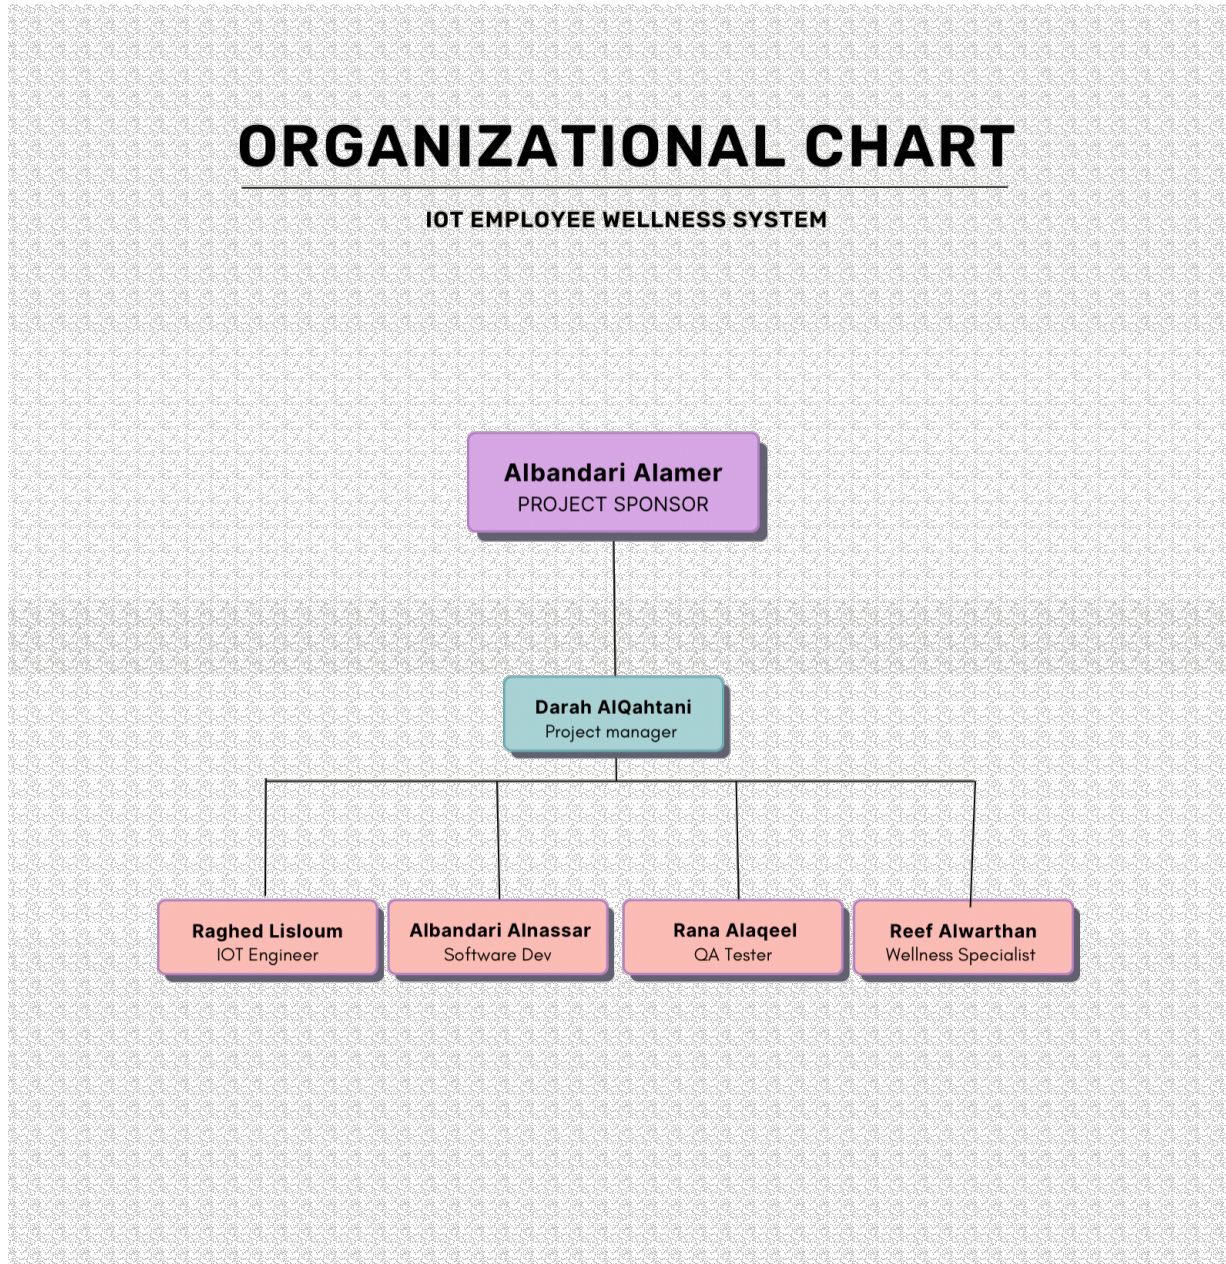 ORGANIZATIONAL CHART
IOT EMPLOYEE WELLNESS SYSTEM
Albandari Alamer
PROJECT SPONSOR
Darah AlQahtani
Project manager
Raghed Lisloum
IOT Engineer
Albandari Alnassar
Software Dev
Rana Alaqeel
QA Tester
Reef Alwarthan
Wellness Specialist